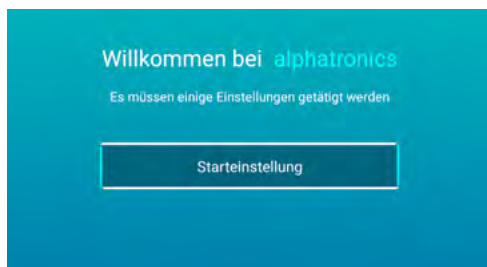 Willkommen bei alphatronics
Es müssen einige Einstellungen getätigt werden
Starteinstellung